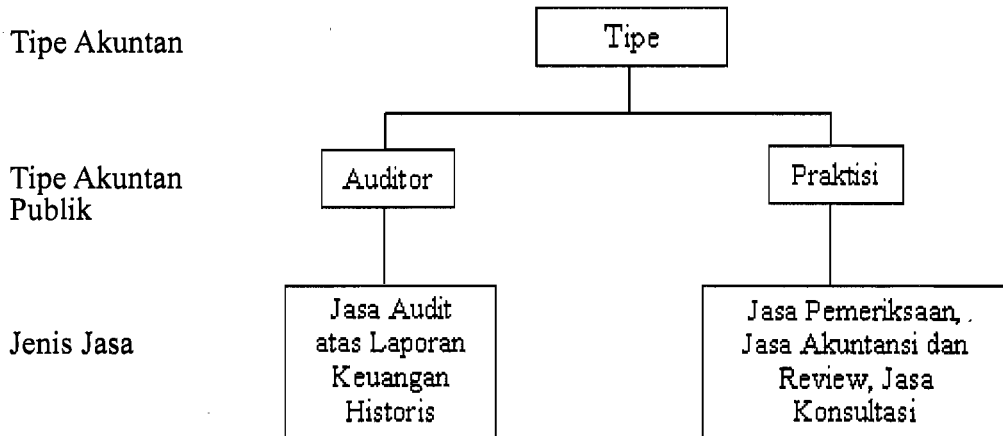 Tipe Akuntan
Tipe
Tipe Akuntan
Publik
Auditor
Praktisi
Jenis Jasa
Jasa Audit
atas Laporan
Keuangan
Historis
Jasa Pemeriksaan,
Jasa Akuntansi dan
Review, Jasa
Konsultasi